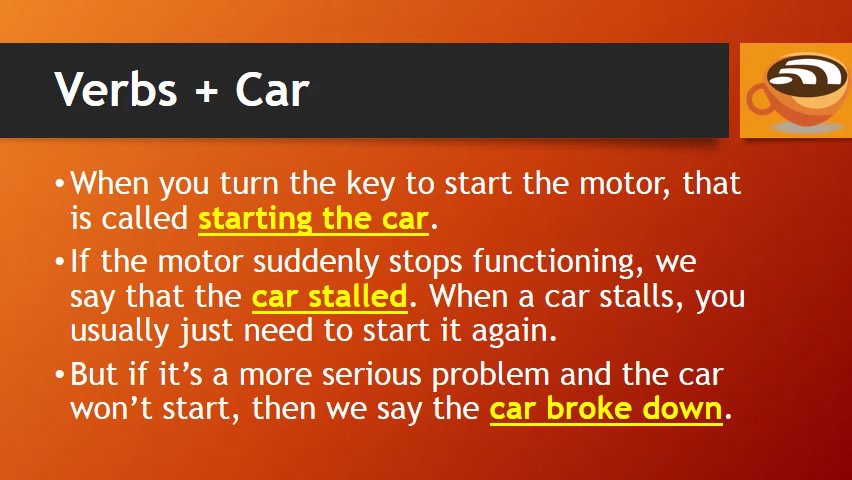 Verbs + Car
•When you turn the key to start the motor, that
is called starting the car.
•If the motor suddenly stops functioning, we
say that the car stalled. When a car stalls, you
usually just need to start it again.
•But if it’s a more serious problem and the car
won’t start, then we say the car broke down.